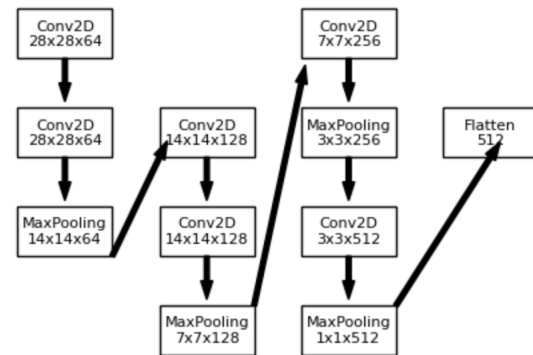 Conv2D
28x28x64
Conv2D
28x28x64
MaxPooling
14x14x64
Conv2D
14x14x128
Conv2D
14x14x128
MaxPooling
7x7x128
Conv2D
7x7x256
MaxPooling
3x3x256
Conv2D
3x3x512
MaxPooling
1x1x512
Flatten
512